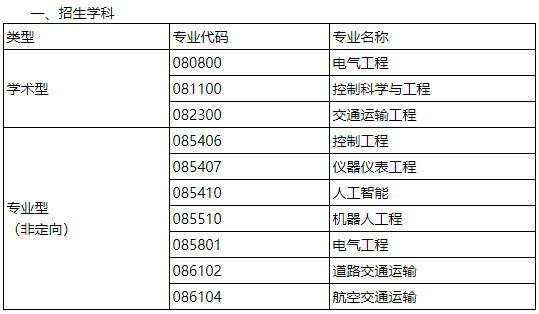 一、招生学科
类型 专业代码 专业名称
学术型 080800 电气工程
081100 控制科学与工程
082300 交通运输工程
专业型
（非定向） 085406 控制工程
085407 仪器仪表工程
085410 人工智能
085510 机器人工程
085801 电气工程
086102 道路交通运输
086104 航空交通运输